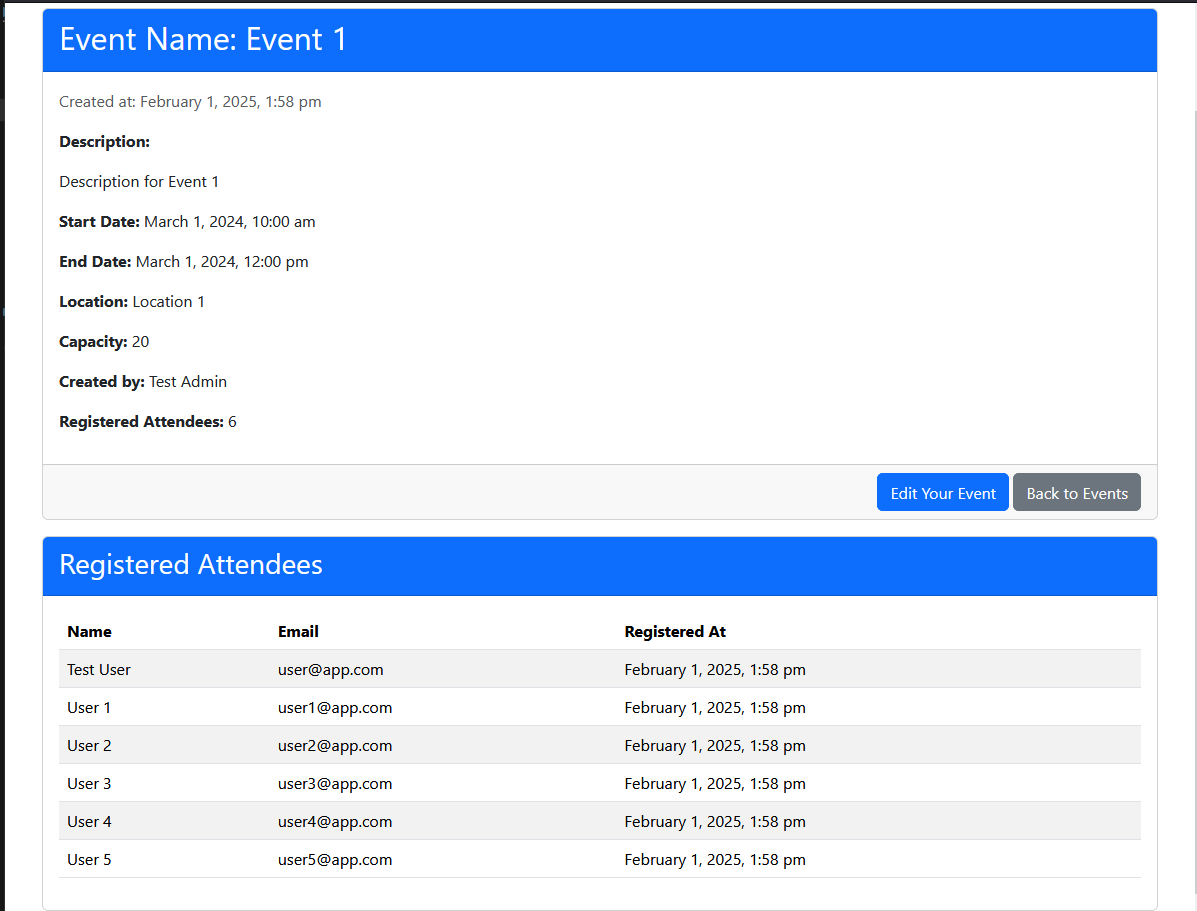 Event Name: Event 1
Created at: February 1, 2025, 1:58 pm
Description:
Description for Event 1
Start Date: March 1, 2024, 10:00 am
End Date: March 1, 2024, 12:00 pm
Location: Location 1
Capacity: 20
Created by: Test Admin
Registered Attendees: 6
Edit Your Event Back to Events
Registered Attendees
Name Email Registered At
Test User user@app.com February 1, 2025, 1:58 pm
User 1 user1@app.com February 1, 2025, 1:58 pm
User 2 user2@app.com February 1, 2025, 1:58 pm
User 3 user3@app.com February 1, 2025, 1:58 pm
User 4 user4@app.com February 1, 2025, 1:58 pm
User 5 user5@app.com February 1, 2025, 1:58 pm